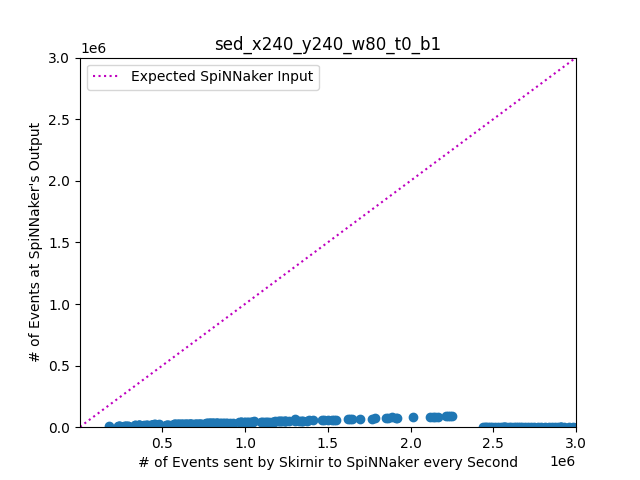 sed_x240_y240_w80_t0_b1
1e6
3.0
2.5
2.0
1.5
1.0
0.5
0.0
# of Events at SpiNNaker's Output
Expected SpiNNaker Input
0.5 1.0 1.5 2.0 2.5 3.0
# of Events sent by Skirnir to SpiNNaker every Second
1e6